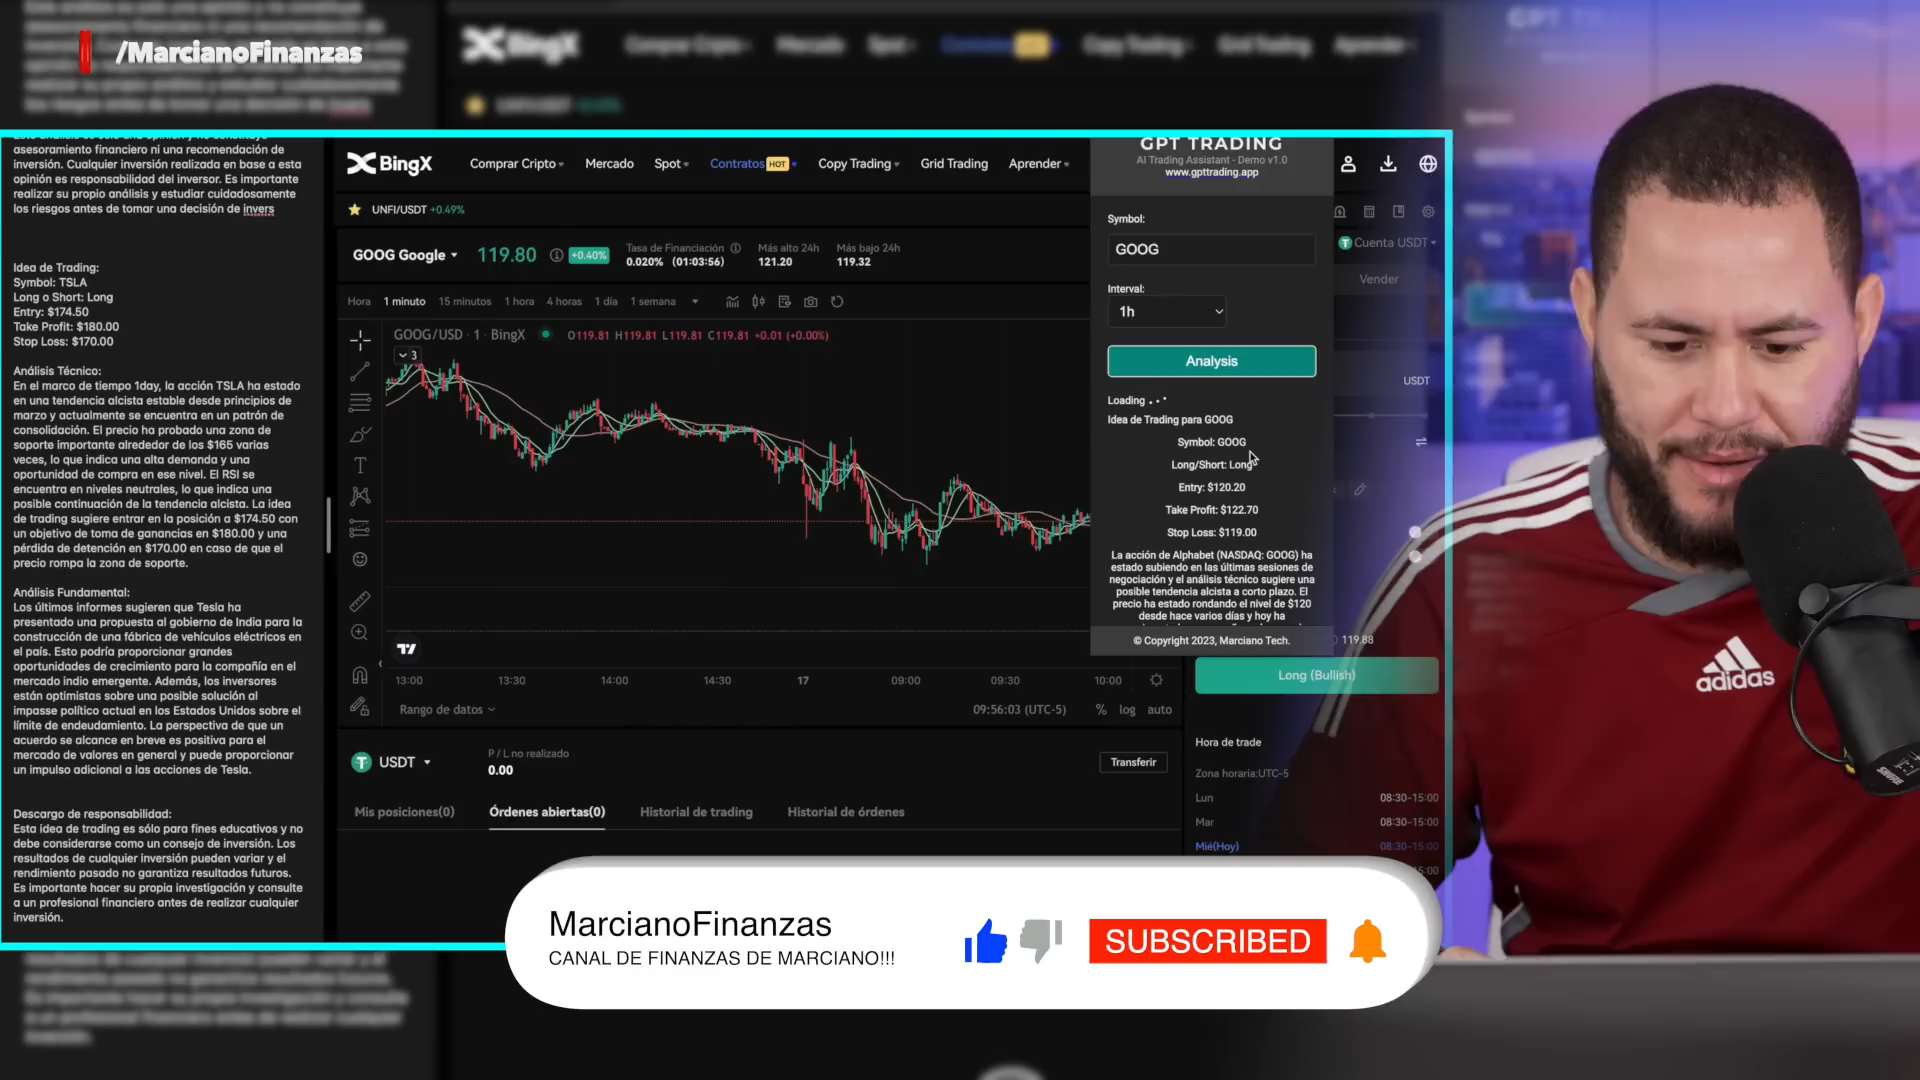 /MarcianoFinanzas
asesoramiento financiero ni una recomendación de
inversión. Cualquier inversión realizada en base a esta
opinión es responsabilidad del inversor. Es importante
realizar su propio análisis y estudiar cuidadosamente
los riesgos antes de tomar una decisión de invers
Idea de Trading:
Symbol: TSLA
Long o Short: Long
Entry: $174.50
Take Profit: $180.00
Stop Loss: $170.00
Análisis Técnico:
En el marco de tiempo 1day, la acción TSLA ha estado
en una tendencia alcista estable desde principios de
marzo y actualmente se encuentra en un patrón de
consolidación. El precio ha probado una zona de
soporte importante alrededor de los $165 varias
veces, lo que indica una alta demanda y una
oportunidad de compra en ese nivel. El RSI se
encuentra en niveles neutrales, lo que indica una
posible continuación de la tendencia alcista. La idea
de trading sugiere entrar en la posición a $174.50 con
un objetivo de toma de ganancias en $180.00 y una
pérdida de detención en $170.00 en caso de que el
precio rompa la zona de soporte.
Análisis Fundamental:
Los últimos informes sugieren que Tesla ha
presentado una propuesta al gobierno de India para la
construcción de una fábrica de vehículos eléctricos en
el país. Esto podría proporcionar grandes
oportunidades de crecimiento para la compañía en el
mercado indio emergente. Además, los inversores
están optimistas sobre una posible solución al
impasse político actual en los Estados Unidos sobre el
límite de endeudamiento. La perspectiva de que un
acuerdo se alcance en breve es positiva para el
mercado de valores en general y puede proporcionar
un impulso adicional a las acciones de Tesla.
Descargo de responsabilidad:
Esta idea de trading es sólo para fines educativos y no
debe considerarse como un consejo de inversión. Los
resultados de cualquier inversión pueden variar y el
rendimiento pasado no garantiza resultados futuros.
Es importante hacer su propia investigación y consulte
a un profesional financiero antes de realizar cualquier
inversión.
BingX Comprar Cripto Mercado Spot Contratos HOT Copy Trading Grid Trading Aprender
UNFI/USDT +0.49%
GOOG Google 119.80 +0.40%
Tasa de Financiación Más alto 24h Más bajo 24h
0.020% (01:03:56) 121.20 119.32
Hora 1 minuto 15 minutos 1 hora 4 horas 1 día 1 semana
GOOG/USD · 1 · BingX O119.81 H119.81 L119.81 C119.81 +0.01 (+0.00%)
3
13:00 13:30 14:00 14:30 17 09:00 09:30 10:00
Rango de datos 09:56:03 (UTC-5) % log auto
USDT
P / L no realizado
0.00
Transferir
Mis posiciones(0) Órdenes abiertas(0) Historial de trading Historial de órdenes
GPT TRADING
AI Trading Assistant - Demo v1.0
www.gpttrading.app
Symbol:
GOOG
Interval:
1h
Analysis
Loading . . .
Idea de Trading para GOOG
Symbol: GOOG
Long/Short: Long
Entry: $120.20
Take Profit: $122.70
Stop Loss: $119.00
La acción de Alphabet (NASDAQ: GOOG) ha
estado subiendo en las últimas sesiones de
negociación y el análisis técnico sugiere una
posible tendencia alcista a corto plazo. El
precio ha estado rondando el nivel de $120
desde hace varios días y hoy ha
© Copyright 2023, Marciano Tech.
Cuenta USDT
Vender
USDT
119.88
Long (Bullish)
Hora de trade
Zona horaria:UTC-5
Lun 08:30-15:00
Mar 08:30-15:00
Mié(Hoy) 08:30-15:00
adidas
SHURE
MarcianoFinanzas
CANAL DE FINANZAS DE MARCIANO!!!
SUBSCRIBED